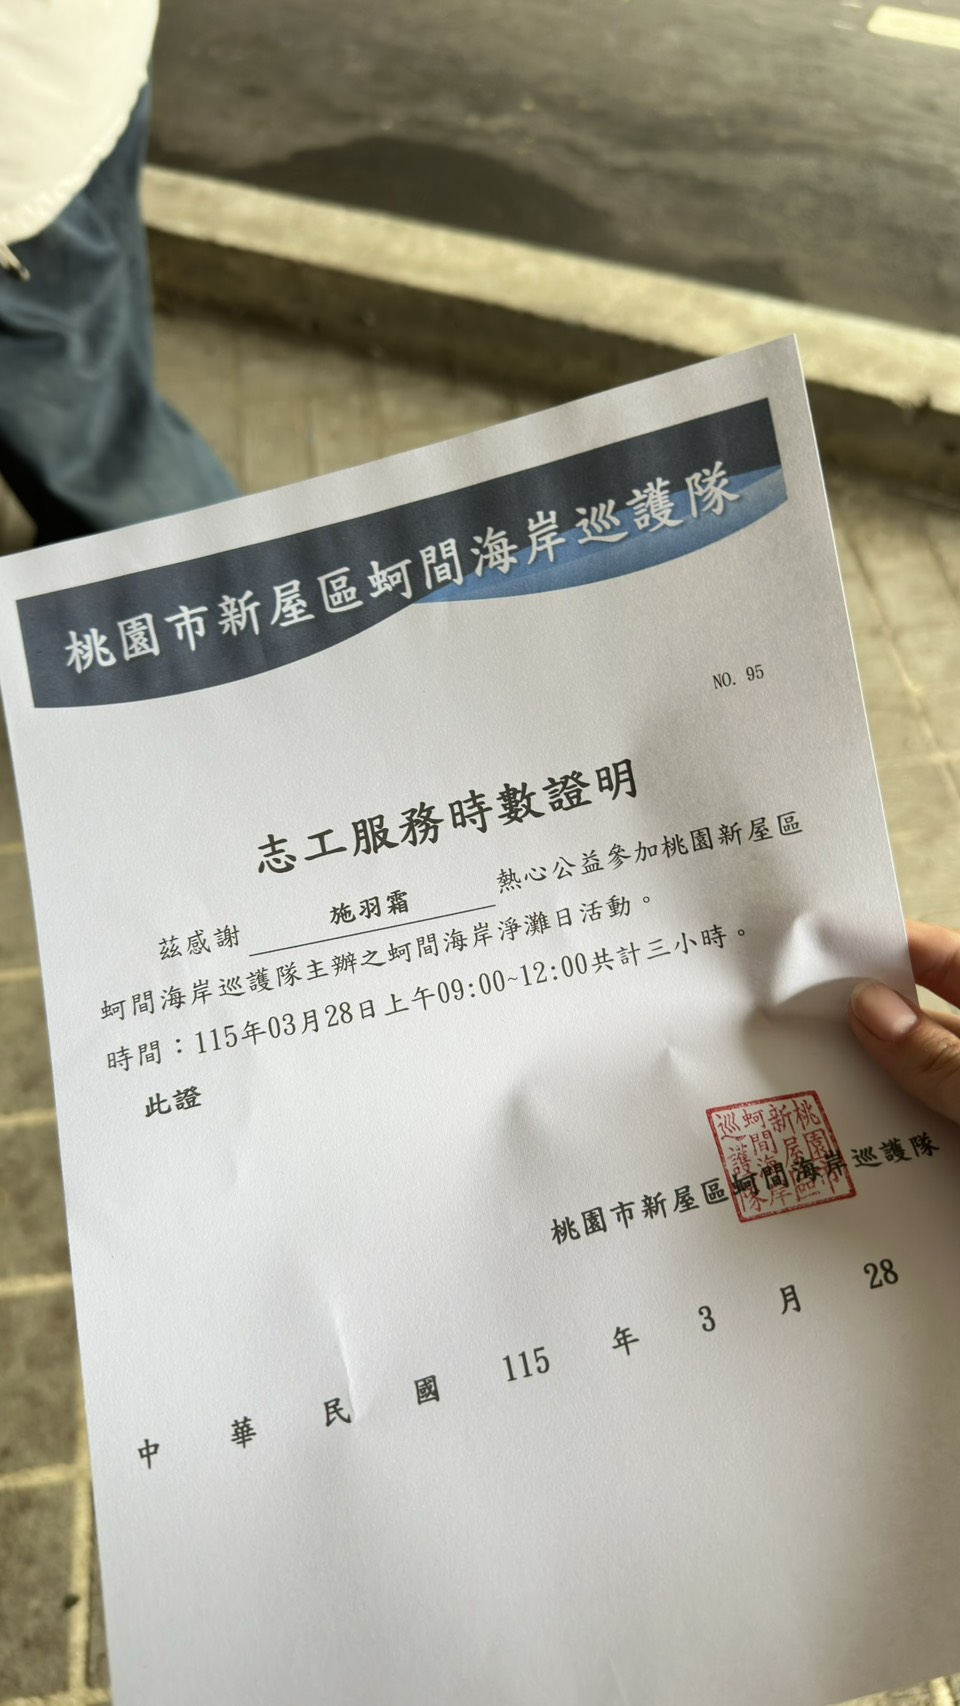 桃園市新屋區蚵間海岸巡護隊
NO. 95
志工服務時數證明
茲感謝 施羽霜 熱心公益參加桃園新屋區
蚵間海岸巡護隊主辦之蚵間海岸淨灘日活動。
時間：115年03月28日上午09:00~12:00共計三小時。
此證
桃園市新屋區蚵間海岸巡護隊
桃園市
新屋區
蚵間海岸
巡護隊
中 華 民 國 115 年 3 月 28